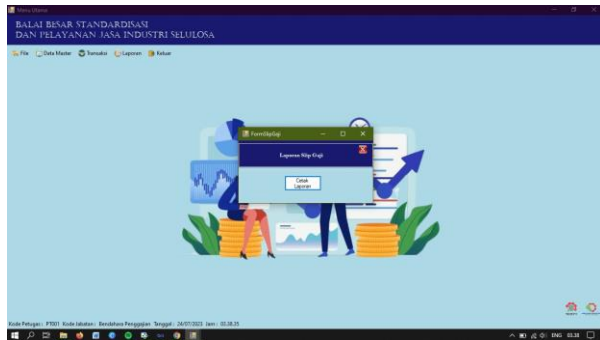 Menu Utama
BALAI BESAR STANDARDISASI
DAN PELAYANAN JASA INDUSTRI SELULOSA
File Data Master Transaksi Laporan Keluar
FormSlipGaji
Laporan Slip Gaji
Cetak
Laporan
Kode Petugas : PT001 Kode Jabatan : Bendahara Penggajian Tanggal : 24/07/2023 Jam : 03.38.35
ENG 03.38